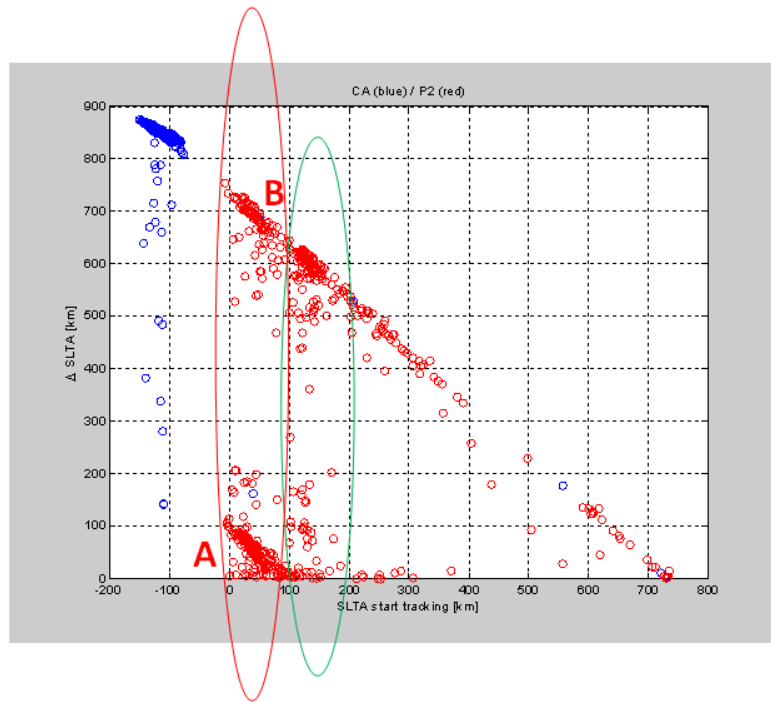 CA (blue) / P2 (red)
900
800
700
600
500
400
300
200
100
0
Δ SLTA [km]
B
A
-200 -100 0 100 200 300 400 500 600 700 800
SLTA start tracking [km]